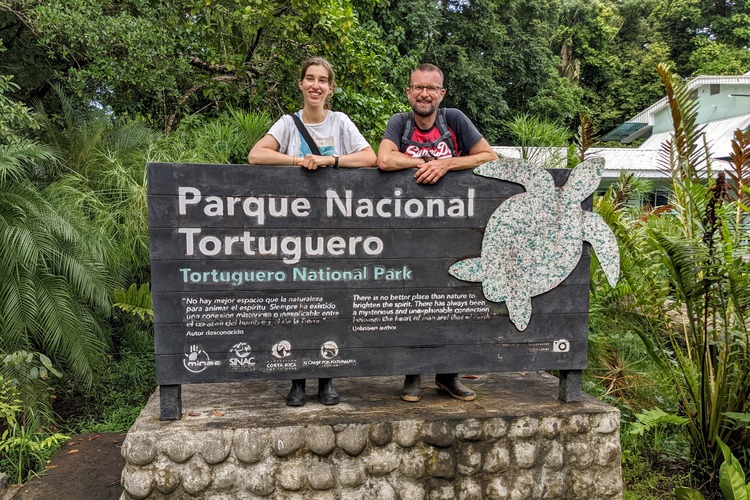 Parque Nacional
Tortuguero
Tortuguero National Park
"No hay mejor espacio que la naturaleza
para animar el espíritu. Siempre ha existido
una conexión misteriosa e inexplicable entre
el corazón del hombre y de la tierra"
Autor desconocido
There is no better place than nature to
brighten the spirit. There has always been
a mysterious and unexplainable connection
between the heart of man and that of Earth
Unknown author
minae
SINAC
COSTA RICA
Superdry